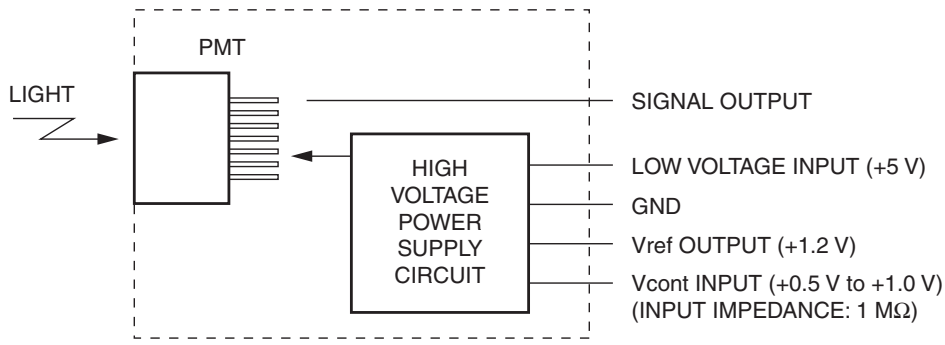 PMT
LIGHT
SIGNAL OUTPUT
HIGH
VOLTAGE
POWER
SUPPLY
CIRCUIT
LOW VOLTAGE INPUT (+5 V)
GND
Vref OUTPUT (+1.2 V)
Vcont INPUT (+0.5 V to +1.0 V)
(INPUT IMPEDANCE: 1 MΩ)